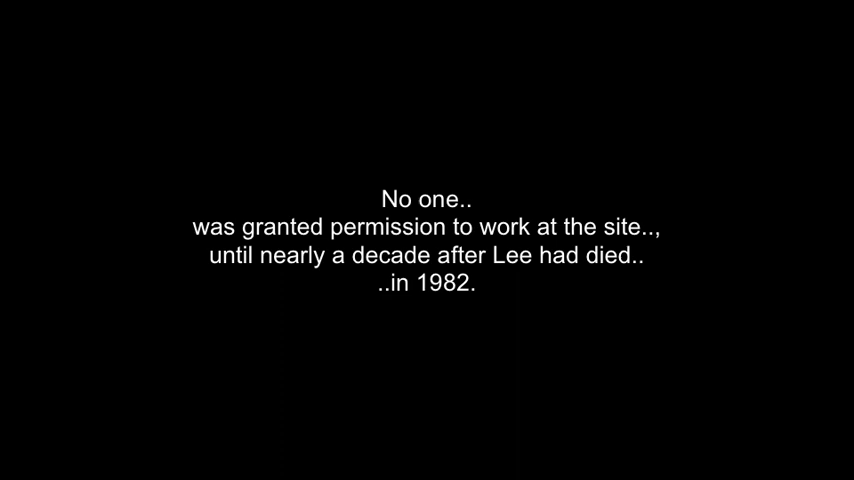 No one..
was granted permission to work at the site..,
until nearly a decade after Lee had died..
..in 1982.